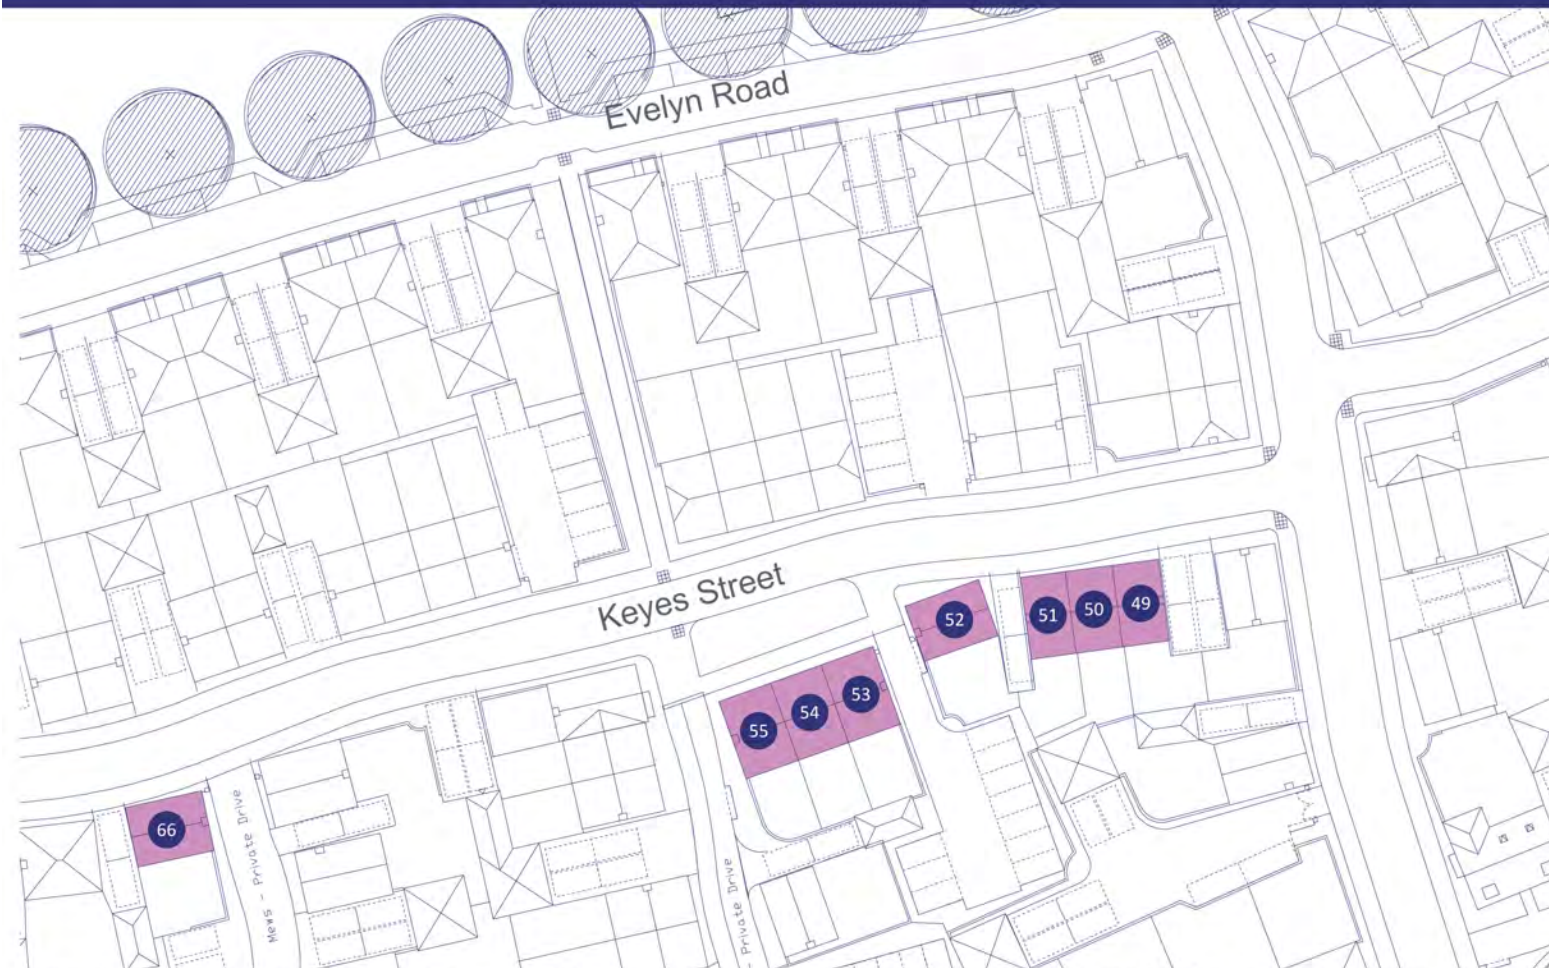 Evelyn Road
Keyes Street
52
51
50
49
53
54
55
66
Mews - Private Drive
- Private Drive